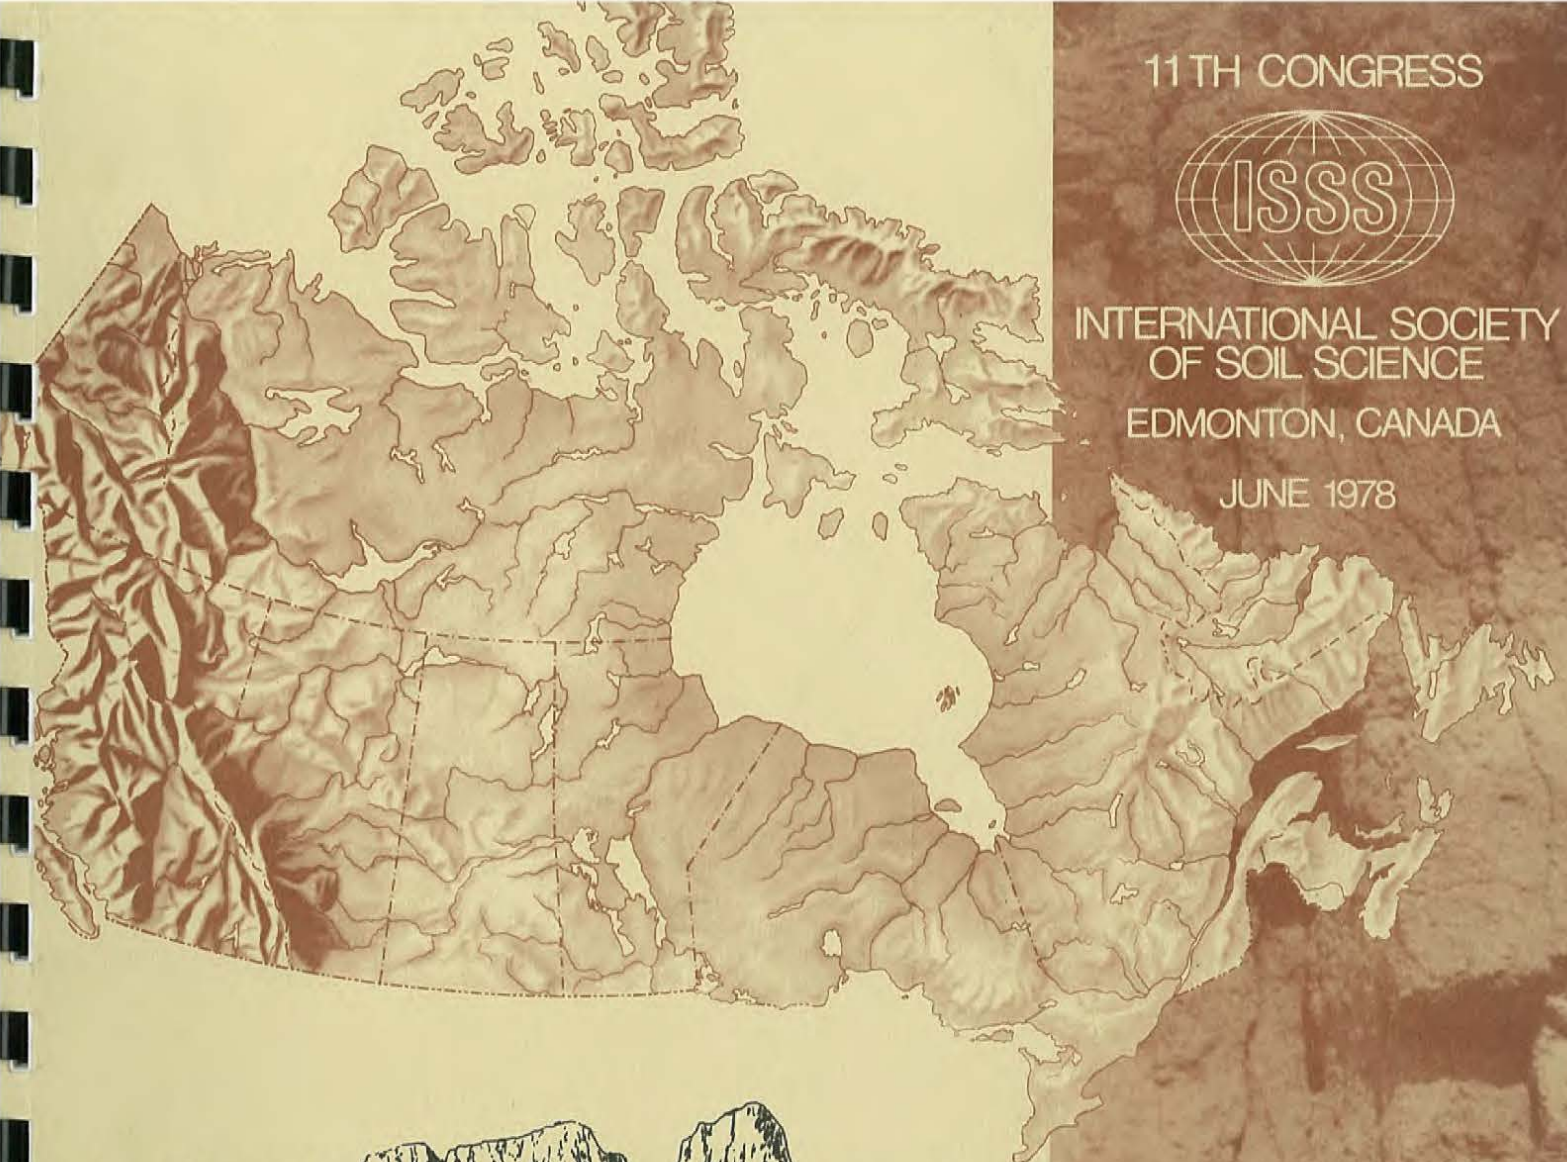 11TH CONGRESS
ISSS
INTERNATIONAL SOCIETY
OF SOIL SCIENCE
EDMONTON, CANADA
JUNE 1978